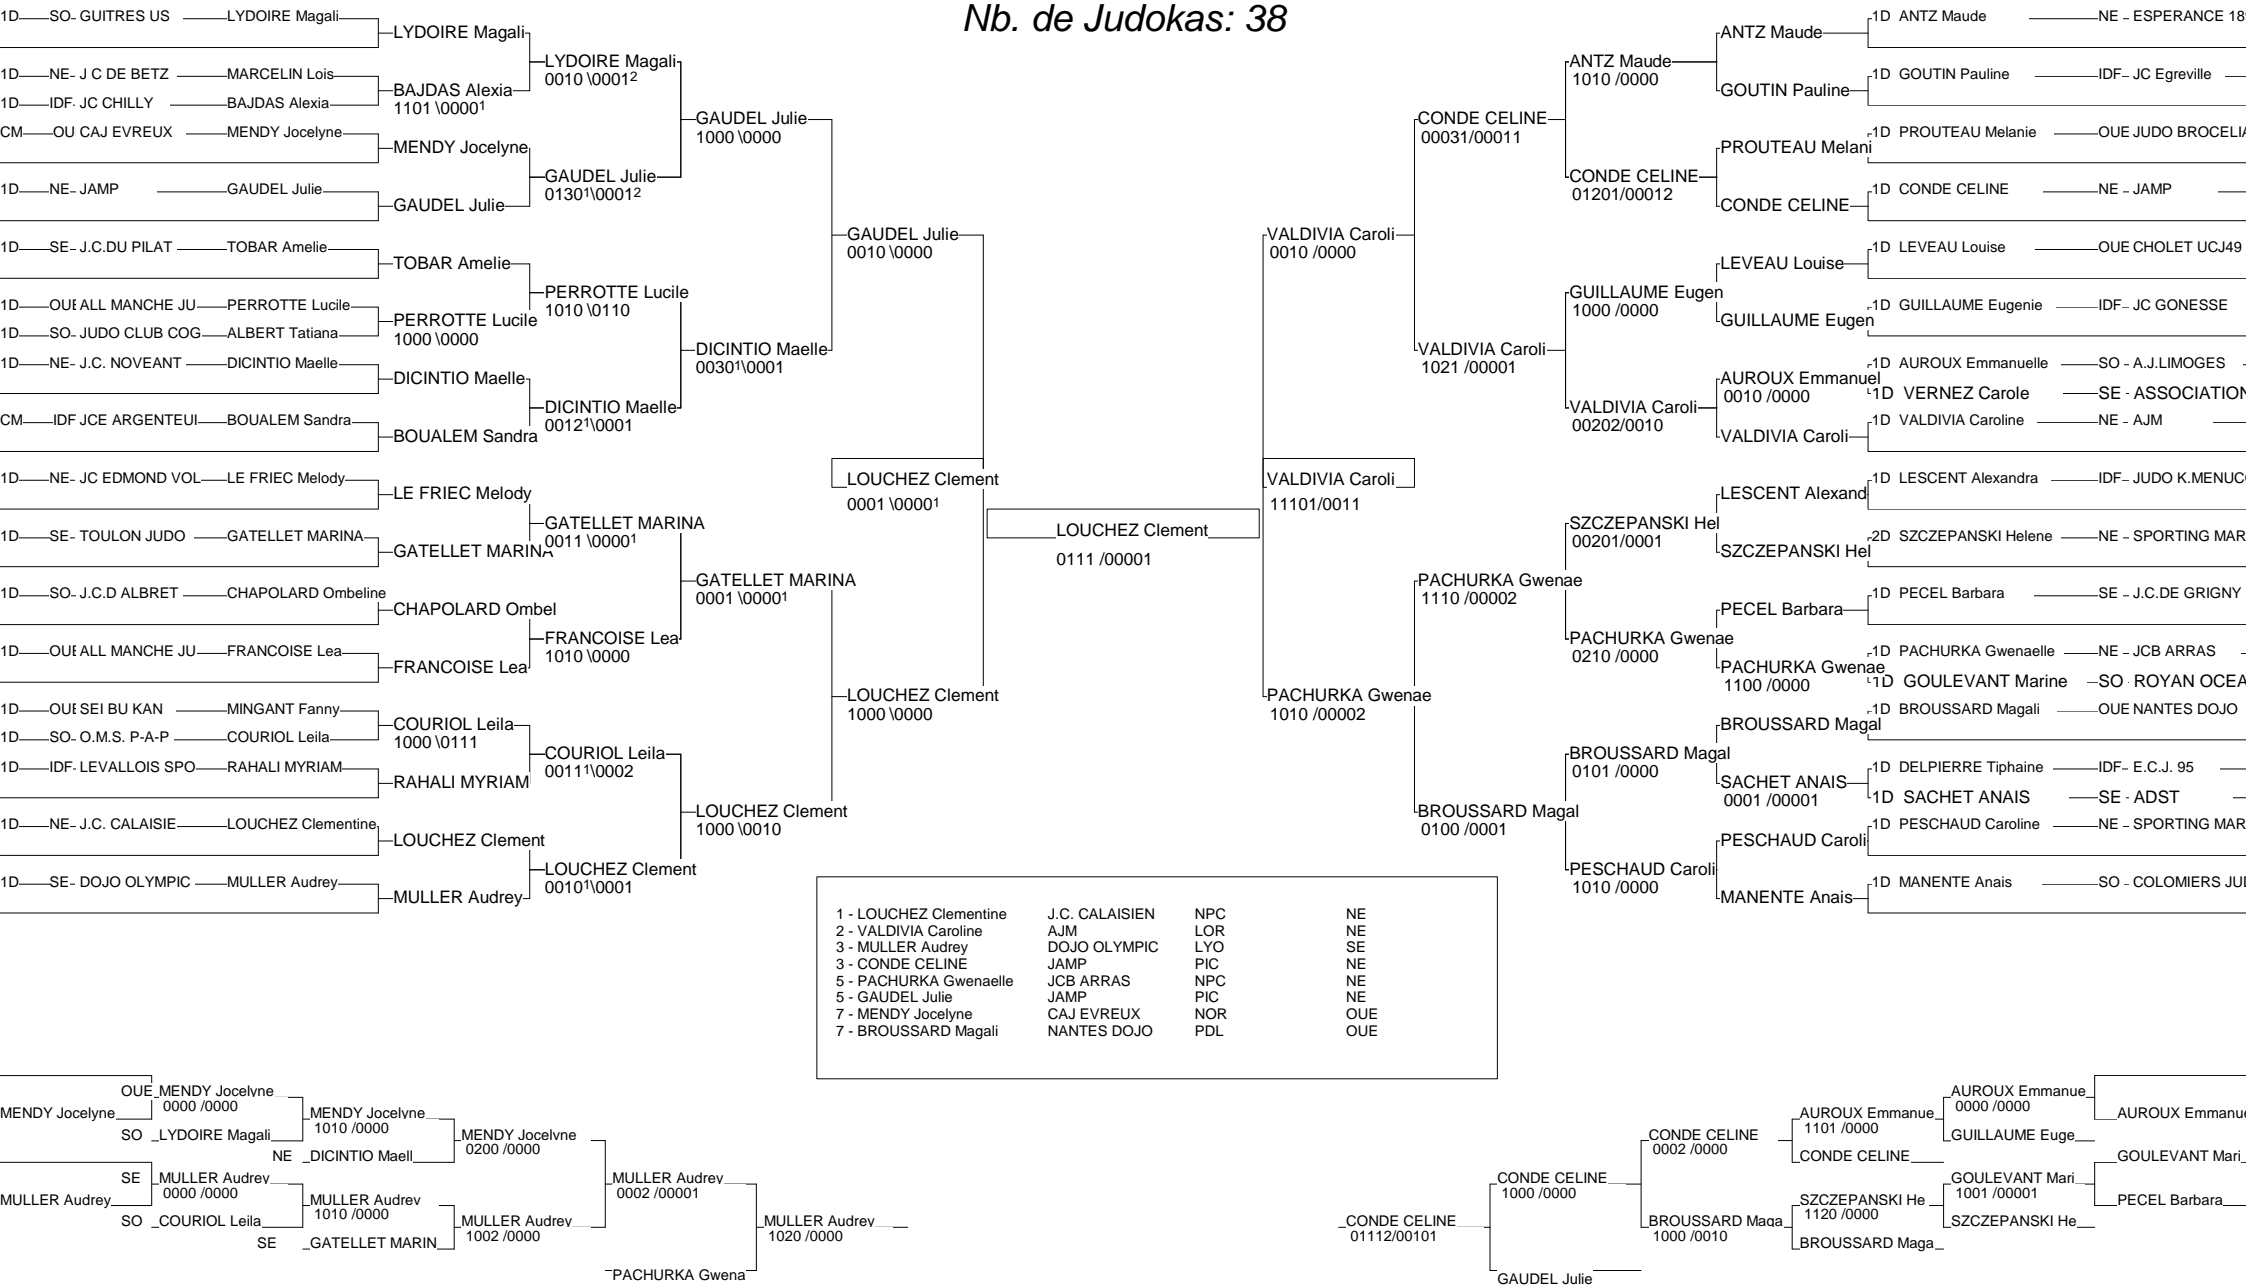 Nb. de Judokas: 38
1D SO- GUITRES US LYDOIRE Magali
1D NE- J C DE BETZ MARCELIN Lois
1D IDF- JC CHILLY BAJDAS Alexia
CM OU CAJ EVREUX MENDY Jocelyne
1D NE- JAMP GAUDEL Julie
1D SE- J.C.DU PILAT TOBAR Amelie
1D OUE ALL MANCHE JU PERROTTE Lucile
1D SO- JUDO CLUB COG ALBERT Tatiana
1D NE- J.C. NOVEANT DICINTIO Maelle
CM IDF JCE ARGENTEUI BOUALEM Sandra
1D NE- JC EDMOND VOL LE FRIEC Melody
1D SE- TOULON JUDO GATELLET MARINA
1D SO- J.C.D ALBRET CHAPOLARD Ombeline
1D OUE ALL MANCHE JU FRANCOISE Lea
1D OUE SEI BU KAN MINGANT Fanny
1D SO- O.M.S. P-A-P COURIOL Leila
1D IDF- LEVALLOIS SPO RAHALI MYRIAM
1D NE- J.C. CALAISIE LOUCHEZ Clementine
1D SE- DOJO OLYMPIC MULLER Audrey
LYDOIRE Magali
BAJDAS Alexia
1101 \0000¹
MENDY Jocelyne
GAUDEL Julie
TOBAR Amelie
PERROTTE Lucile
1000 \0000
DICINTIO Maelle
BOUALEM Sandra
LE FRIEC Melody
GATELLET MARINA
CHAPOLARD Ombel
FRANCOISE Lea
COURIOL Leila
1000 \0111
RAHALI MYRIAM
LOUCHEZ Clement
MULLER Audrey
LYDOIRE Magali
0010 \0001²
GAUDEL Julie
0130¹\0001²
PERROTTE Lucile
1010 \0110
DICINTIO Maelle
0012¹\0001
GATELLET MARINA
0011 \0000¹
FRANCOISE Lea
1010 \0000
COURIOL Leila
0011¹\0002
LOUCHEZ Clement
0010¹\0001
GAUDEL Julie
1000 \0000
DICINTIO Maelle
0030¹\0001
GATELLET MARINA
0001 \0000¹
LOUCHEZ Clement
1000 \0010
GAUDEL Julie
0010 \0000
LOUCHEZ Clement
0001 \0000¹
LOUCHEZ Clement
1000 \0000
LOUCHEZ Clement
0111 /00001
VALDIVIA Caroli
0010 /0000
VALDIVIA Caroli
11101/0011
PACHURKA Gwenae
1010 /00002
CONDE CELINE
00031/00011
VALDIVIA Caroli
1021 /00001
PACHURKA Gwenae
1110 /00002
BROUSSARD Magal
0100 /0001
ANTZ Maude
1010 /0000
CONDE CELINE
01201/00012
GUILLAUME Eugen
1000 /0000
VALDIVIA Caroli
00202/0010
SZCZEPANSKI Hel
00201/0001
PACHURKA Gwenae
0210 /0000
BROUSSARD Magal
0101 /0000
PESCHAUD Caroli
1010 /0000
ANTZ Maude
GOUTIN Pauline
PROUTEAU Melani
CONDE CELINE
LEVEAU Louise
GUILLAUME Eugen
AUROUX Emmanuel
0010 /0000
VALDIVIA Caroli
LESCENT Alexand
SZCZEPANSKI Hel
PECEL Barbara
PACHURKA Gwenae
1100 /0000
BROUSSARD Magal
SACHET ANAIS
0001 /00001
PESCHAUD Caroli
MANENTE Anais
1D ANTZ Maude NE - ESPERANCE 18
1D GOUTIN Pauline IDF- JC Egreville
1D PROUTEAU Melanie OUE JUDO BROCELIA
1D CONDE CELINE NE - JAMP
1D LEVEAU Louise OUE CHOLET UCJ49
1D GUILLAUME Eugenie IDF- JC GONESSE
1D AUROUX Emmanuelle SO - A.J.LIMOGES
1D VERNEZ Carole SE - ASSOCIATION
1D VALDIVIA Caroline NE - AJM
1D LESCENT Alexandra IDF- JUDO K.MENUC
2D SZCZEPANSKI Helene NE - SPORTING MAR
1D PECEL Barbara SE - J.C.DE GRIGNY
1D PACHURKA Gwenaelle NE - JCB ARRAS
1D GOULEVANT Marine SO - ROYAN OCEA
1D BROUSSARD Magali OUE NANTES DOJO
1D DELPIERRE Tiphaine IDF- E.C.J. 95
1D SACHET ANAIS SE - ADST
1D PESCHAUD Caroline NE - SPORTING MAR
1D MANENTE Anais SO - COLOMIERS JUD
1 - LOUCHEZ Clementine J.C. CALAISIEN NPC NE
2 - VALDIVIA Caroline AJM LOR NE
3 - MULLER Audrey DOJO OLYMPIC LYO SE
3 - CONDE CELINE JAMP PIC NE
5 - PACHURKA Gwenaelle JCB ARRAS NPC NE
5 - GAUDEL Julie JAMP PIC NE
7 - MENDY Jocelyne CAJ EVREUX NOR OUE
7 - BROUSSARD Magali NANTES DOJO PDL OUE
MENDY Jocelyne
MULLER Audrey
OUE MENDY Jocelyne
0000 /0000
SO LYDOIRE Magali
SE MULLER Audrey
0000 /0000
SO COURIOL Leila
MENDY Jocelyne
1010 /0000
NE DICINTIO Maell
MULLER Audrey
1010 /0000
SE GATELLET MARIN
MENDY Jocelyne
0200 /0000
MULLER Audrey
1002 /0000
MULLER Audrey
0002 /00001
PACHURKA Gwena
MULLER Audrey
1020 /0000
CONDE CELINE
01112/00101
CONDE CELINE
1000 /0000
GAUDEL Julie
CONDE CELINE
0002 /0000
BROUSSARD Maga
1000 /0010
AUROUX Emmanue
1101 /0000
CONDE CELINE
SZCZEPANSKI He
1120 /0000
BROUSSARD Maga
AUROUX Emmanue
0000 /0000
GUILLAUME Euge
GOULEVANT Mari
1001 /00001
SZCZEPANSKI He
AUROUX Emmanue
GOULEVANT Mari
PECEL Barbara